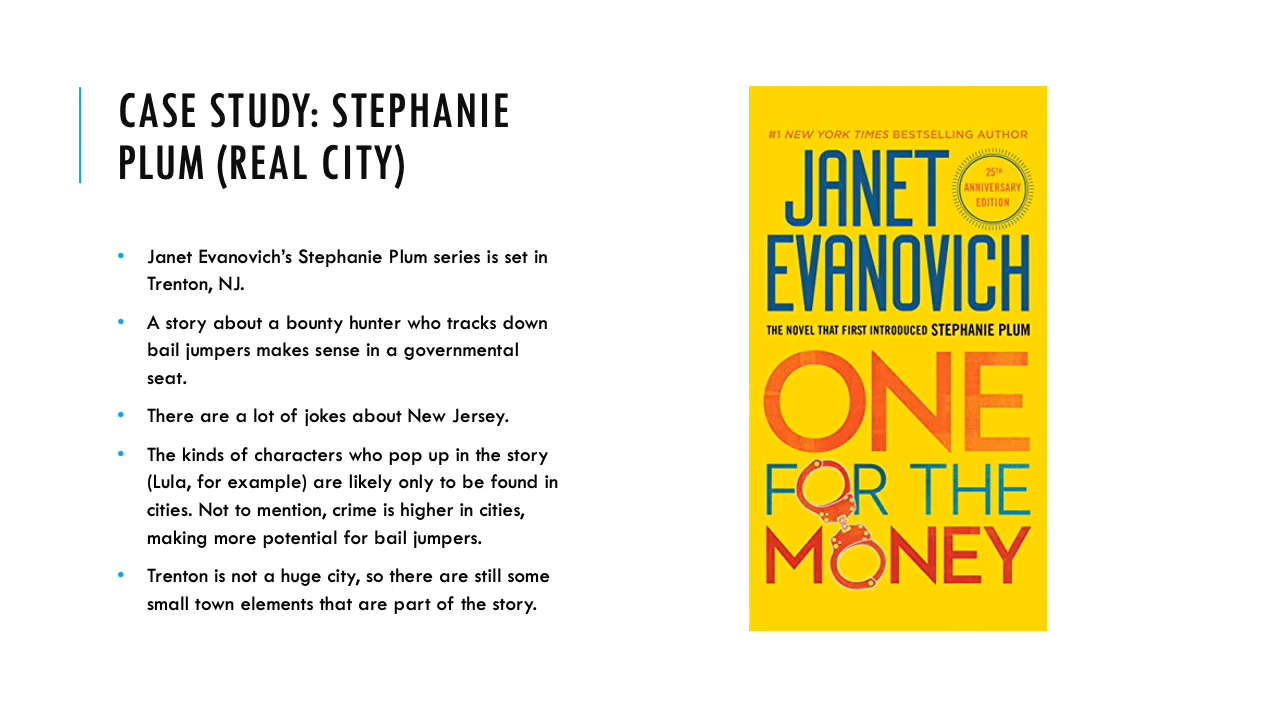 CASE STUDY: STEPHANIE
PLUM (REAL CITY)
• Janet Evanovich’s Stephanie Plum series is set in
Trenton, NJ.
• A story about a bounty hunter who tracks down
bail jumpers makes sense in a governmental
seat.
• There are a lot of jokes about New Jersey.
• The kinds of characters who pop up in the story
(Lula, for example) are likely only to be found in
cities. Not to mention, crime is higher in cities,
making more potential for bail jumpers.
• Trenton is not a huge city, so there are still some
small town elements that are part of the story.
#1 NEW YORK TIMES BESTSELLING AUTHOR
JANET
25TH
ANNIVERSARY
EDITION
EVANOVICH
THE NOVEL THAT FIRST INTRODUCED STEPHANIE PLUM
ONE
FOR THE
MONEY